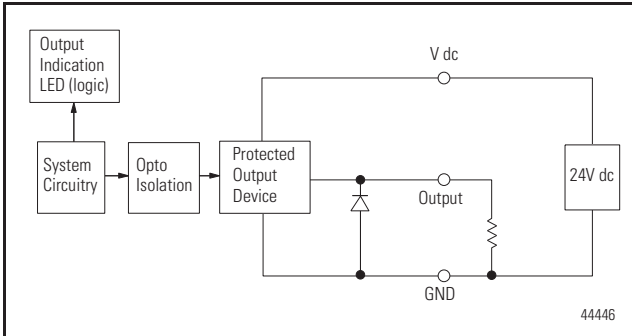 Output
Indication
LED (logic)
V dc
System
Circuitry
Opto
Isolation
Protected
Output
Device
Output
24V dc
GND
44446